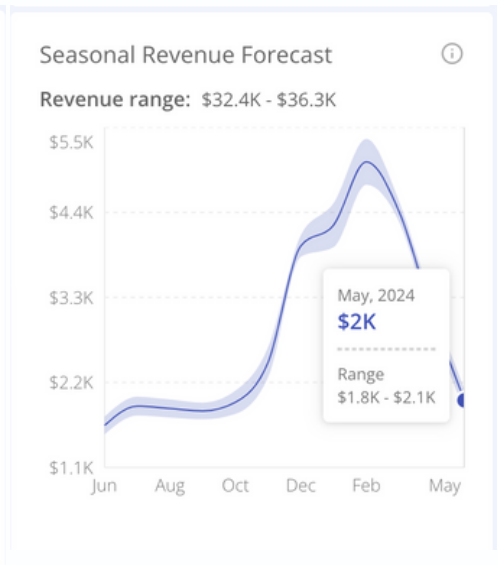 Seasonal Revenue Forecast
Revenue range: $32.4K - $36.3K
$5.5K
$4.4K
$3.3K
$2.2K
$1.1K
May, 2024
$2K
Range
$1.8K - $2.1K
Jun Aug Oct Dec Feb May